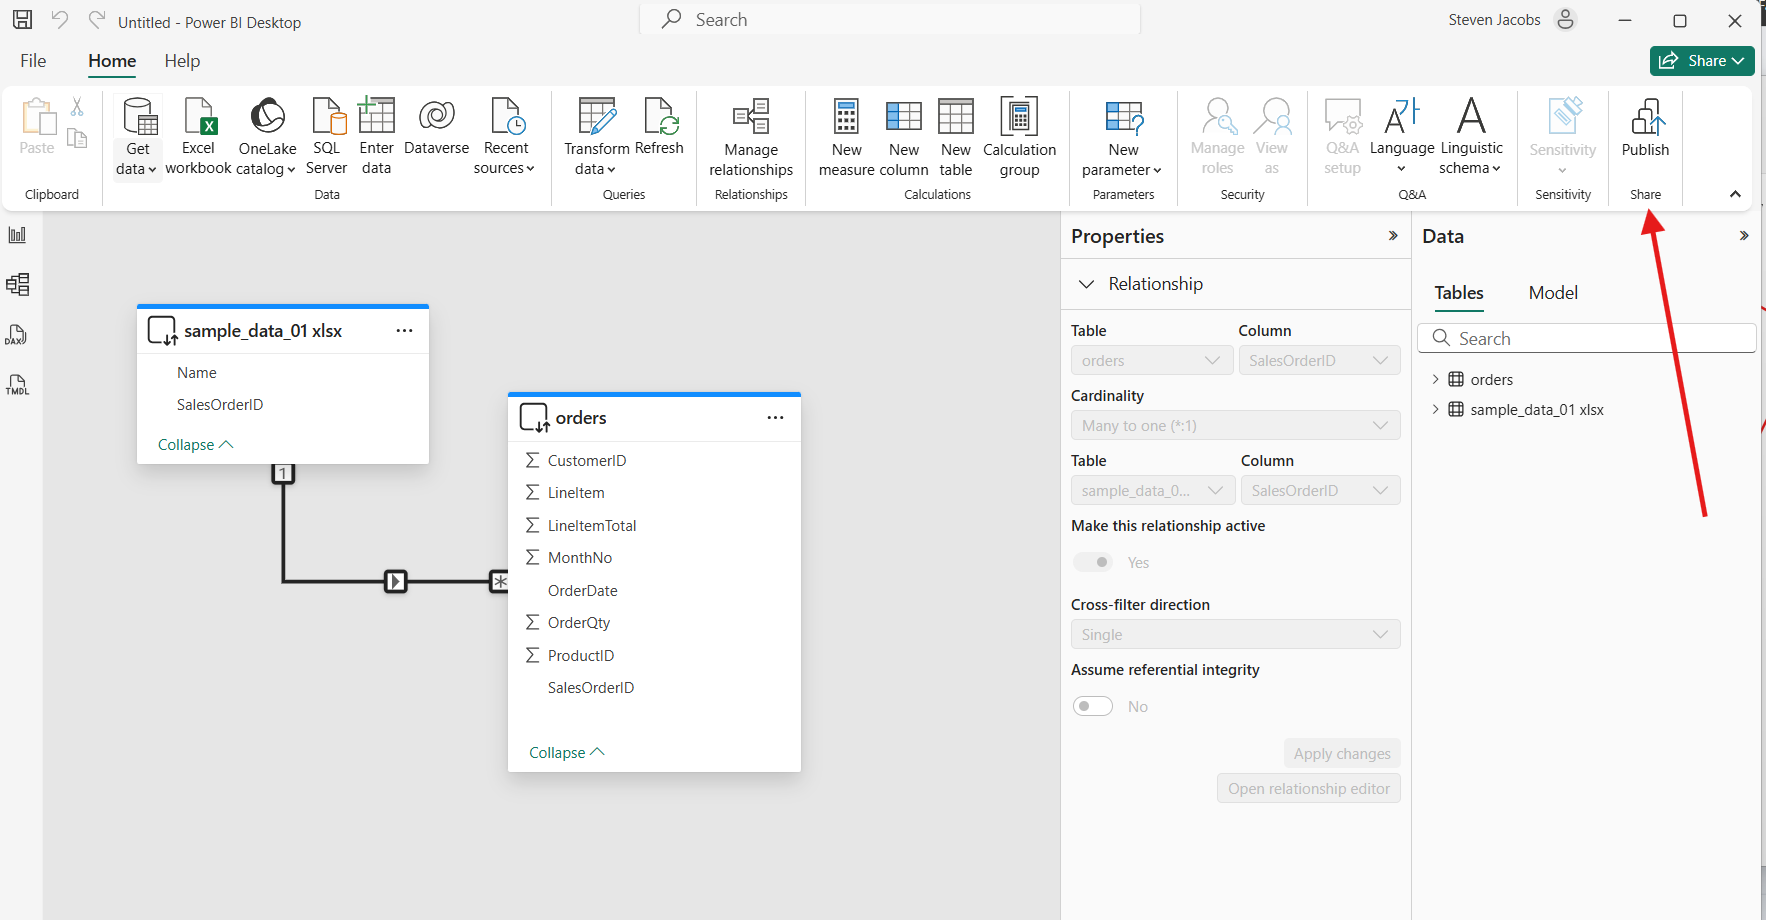 Untitled - Power BI Desktop
Search
Steven Jacobs
File
Home
Help
Share
Paste
Get data
Excel workbook
OneLake catalog
SQL Server
Enter data
Dataverse
Recent sources
Transform data
Refresh
Manage relationships
New measure
New column
New table
Calculation group
New parameter
Manage roles
View as
Q&A setup
Language
Linguistic schema
Sensitivity
Publish
Clipboard
Data
Queries
Relationships
Calculations
Parameters
Security
Q&A
Sensitivity
Share
DAX
TMDL
sample_data_01 xlsx
Name
SalesOrderID
Collapse
1
*
orders
CustomerID
LineItem
LineItemTotal
MonthNo
OrderDate
OrderQty
ProductID
SalesOrderID
Collapse
Properties
Relationship
Table
Column
orders
SalesOrderID
Cardinality
Many to one (*:1)
Table
Column
sample_data_0...
SalesOrderID
Make this relationship active
Yes
Cross-filter direction
Single
Assume referential integrity
No
Apply changes
Open relationship editor
Data
Tables
Model
Search
orders
sample_data_01 xlsx